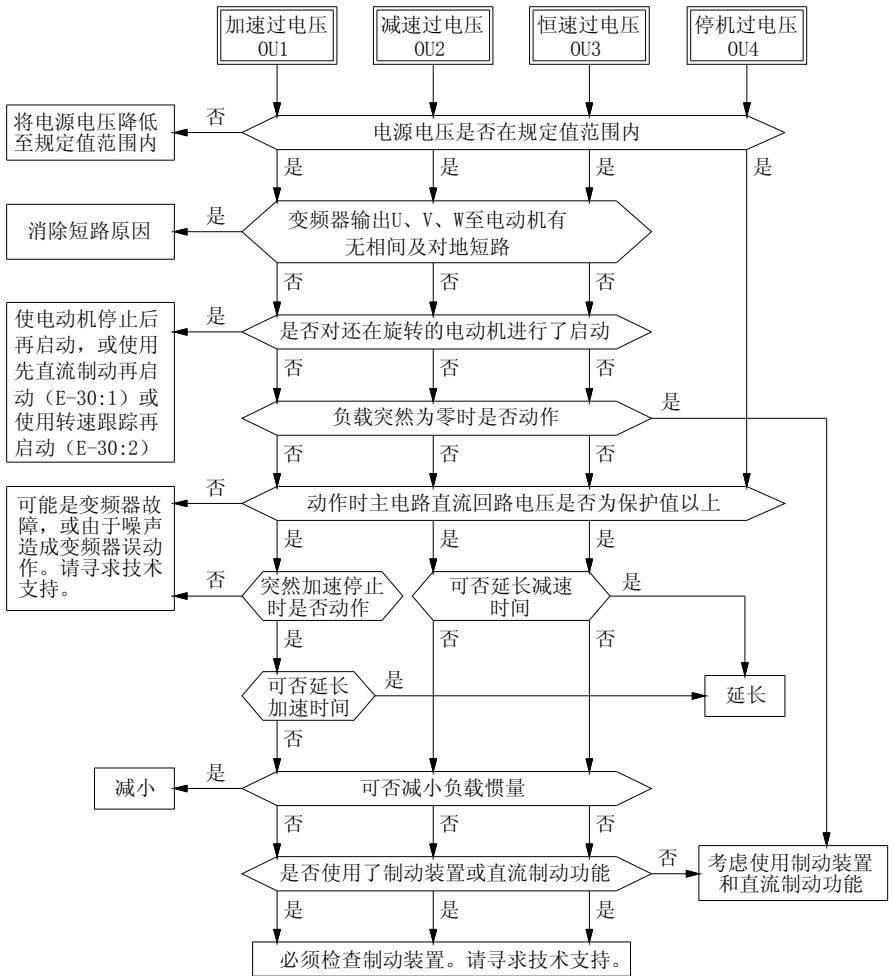 加速过电压
OU1
减速过电压
OU2
恒速过电压
OU3
停机过电压
OU4
将电源电压降低
至规定值范围内
否
电源电压是否在规定值范围内
是
是
是
是
消除短路原因
是
变频器输出U、V、W至电动机有
无相间及对地短路
否
否
否
使电动机停止后
再启动，或使用
先直流制动再启
动（E-30:1）或
使用转速跟踪再
启动（E-30:2）
是
是否对还在旋转的电动机进行了启动
否
否
否
负载突然为零时是否动作
是
否
否
否
可能是变频器故
障，或由于噪声
造成变频器误动
作。请寻求技术
支持。
否
动作时主电路直流回路电压是否为保护值以上
是
是
是
否
突然加速停止
时是否动作
可否延长减速
时间
是
是
否
否
可否延长
加速时间
是
延长
否
减小
是
可否减小负载惯量
否
否
否
是否使用了制动装置或直流制动功能
否
考虑使用制动装置
和直流制动功能
是
是
是
必须检查制动装置。请寻求技术支持。